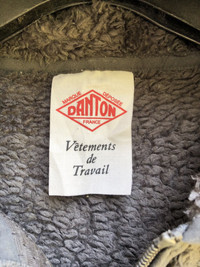 MARQUE DÉPOSÉE
DANTON
FRANCE
Vêtements
de
Travail